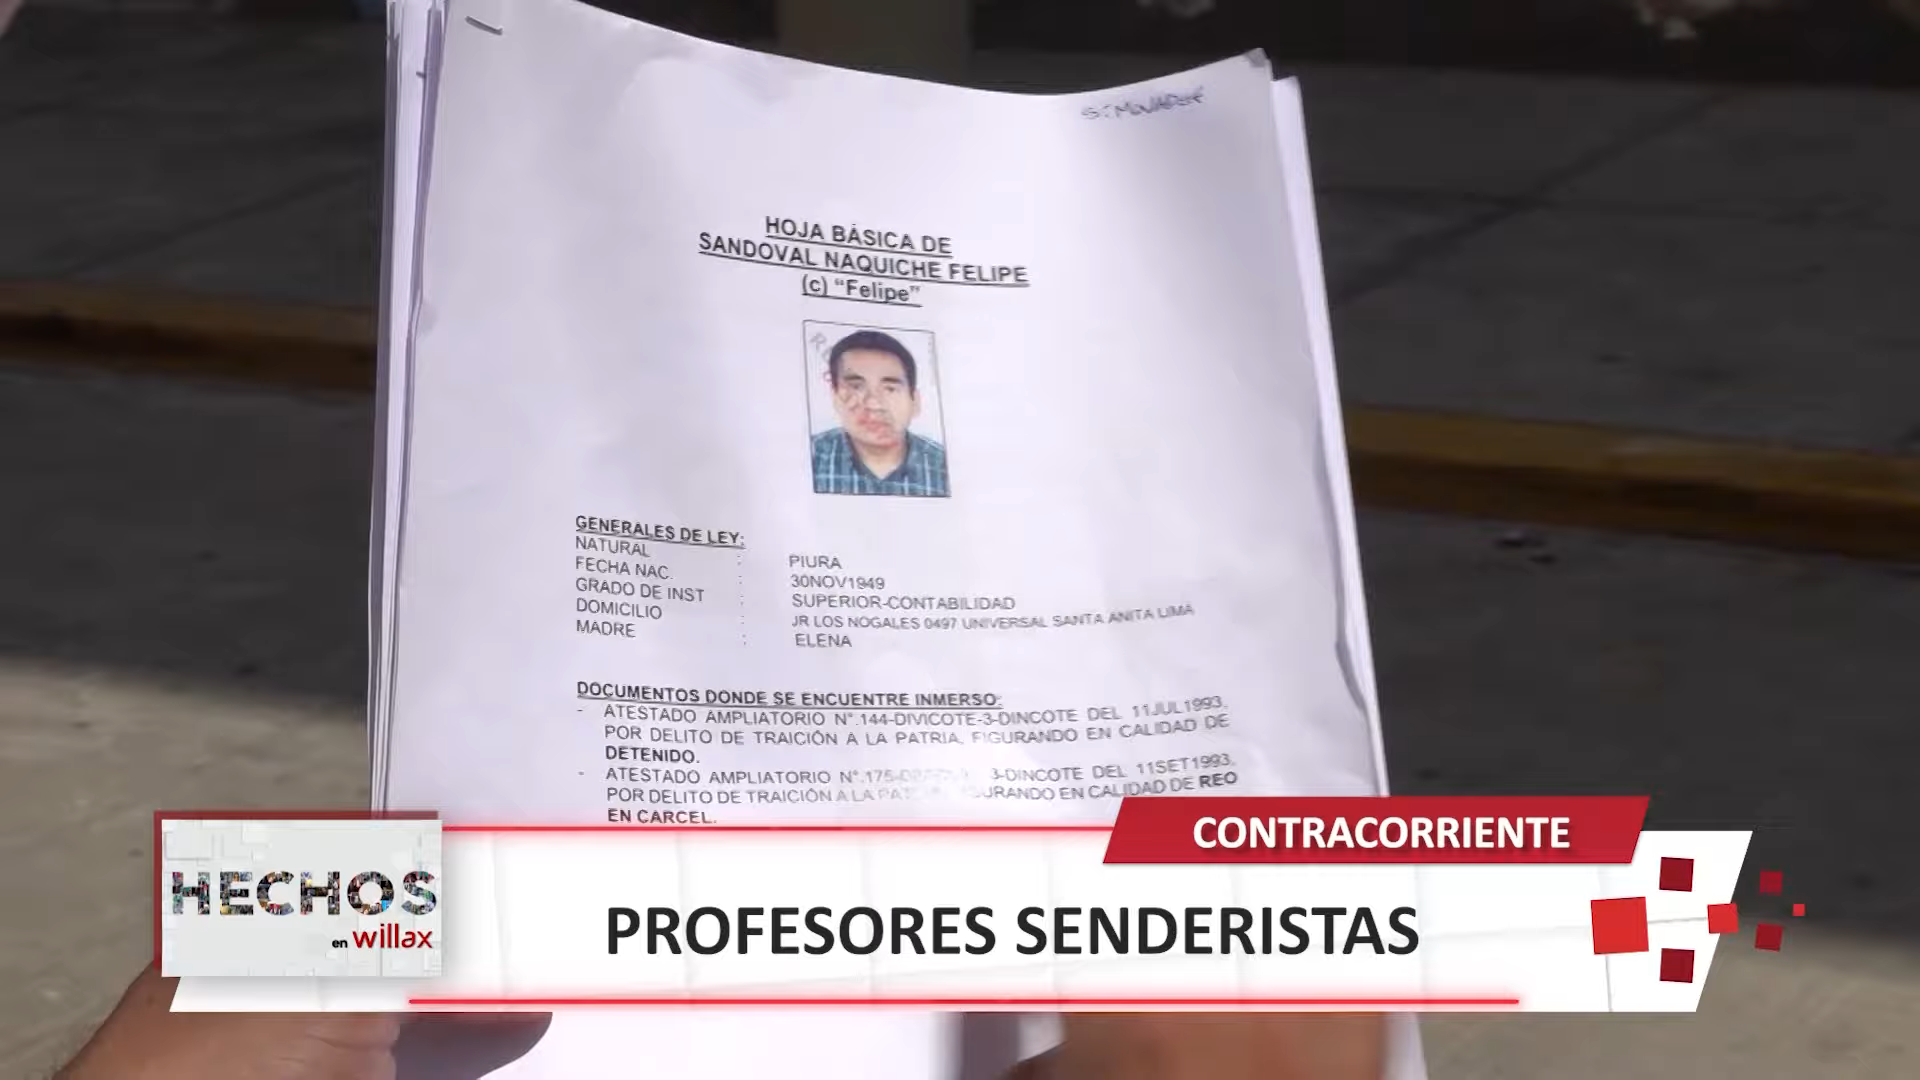 HOJA BÁSICA DE
SANDOVAL NAQUICHE FELIPE
(c) "Felipe"
GENERALES DE LEY:
NATURAL : PIURA
FECHA NAC. : 30NOV1949
GRADO DE INST : SUPERIOR-CONTABILIDAD
DOMICILIO : JR LOS NOGALES 0497 UNIVERSAL SANTA ANITA LIMA
MADRE : ELENA
DOCUMENTOS DONDE SE ENCUENTRE INMERSO:
- ATESTADO AMPLIATORIO N°.144-DIVICOTE-3-DINCOTE DEL 11JUL1993.
POR DELITO DE TRAICIÓN A LA PATRIA, FIGURANDO EN CALIDAD DE
DETENIDO.
- ATESTADO AMPLIATORIO 3-DINCOTE DEL 11SET1993.
POR DELITO DE TRAICIÓN A LA EN CALIDAD DE REO
EN CARCEL.
CONTRACORRIENTE
HECHOS
en willax
PROFESORES SENDERISTAS